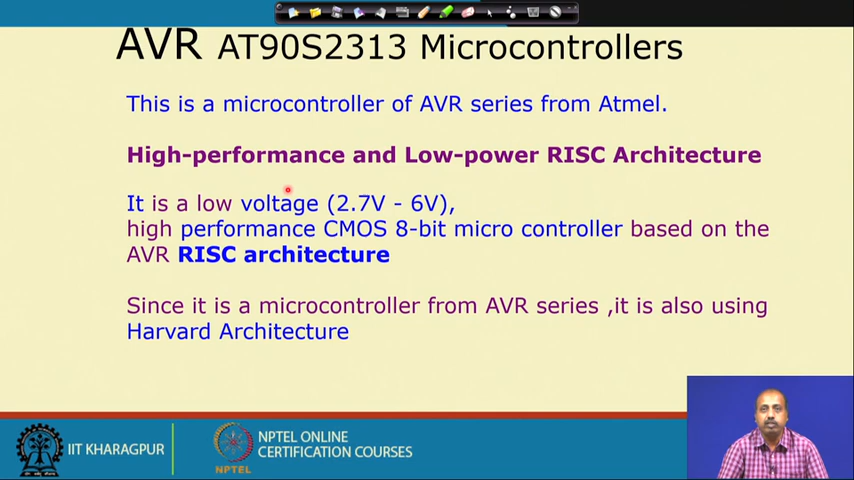 AVR AT90S2313 Microcontrollers
This is a microcontroller of AVR series from Atmel.
High-performance and Low-power RISC Architecture
It is a low voltage (2.7V - 6V),
high performance CMOS 8-bit micro controller based on the
AVR RISC architecture
Since it is a microcontroller from AVR series ,it is also using
Harvard Architecture
IIT KHARAGPUR
NPTEL
NPTEL ONLINE
CERTIFICATION COURSES